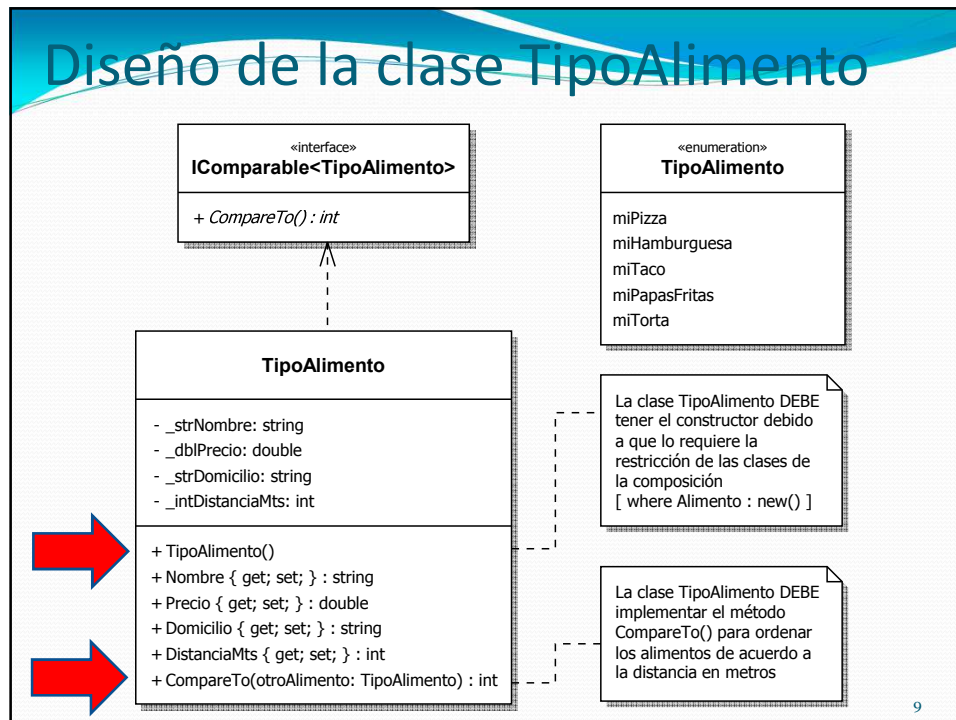 Diseño de la clase TipoAlimento
«interface»
IComparable<TipoAlimento>
+ CompareTo() : int
«enumeration»
TipoAlimento
miPizza
miHamburguesa
miTaco
miPapasFritas
miTorta
TipoAlimento
- _strNombre: string
- _dblPrecio: double
- _strDomicilio: string
- _intDistanciaMts: int
+ TipoAlimento()
+ Nombre { get; set; } : string
+ Precio { get; set; } : double
+ Domicilio { get; set; } : string
+ DistanciaMts { get; set; } : int
+ CompareTo(otroAlimento: TipoAlimento) : int
La clase TipoAlimento DEBE
tener el constructor debido
a que lo requiere la
restricción de las clases de
la composición
[ where Alimento : new() ]
La clase TipoAlimento DEBE
implementar el método
CompareTo() para ordenar
los alimentos de acuerdo a
la distancia en metros
9